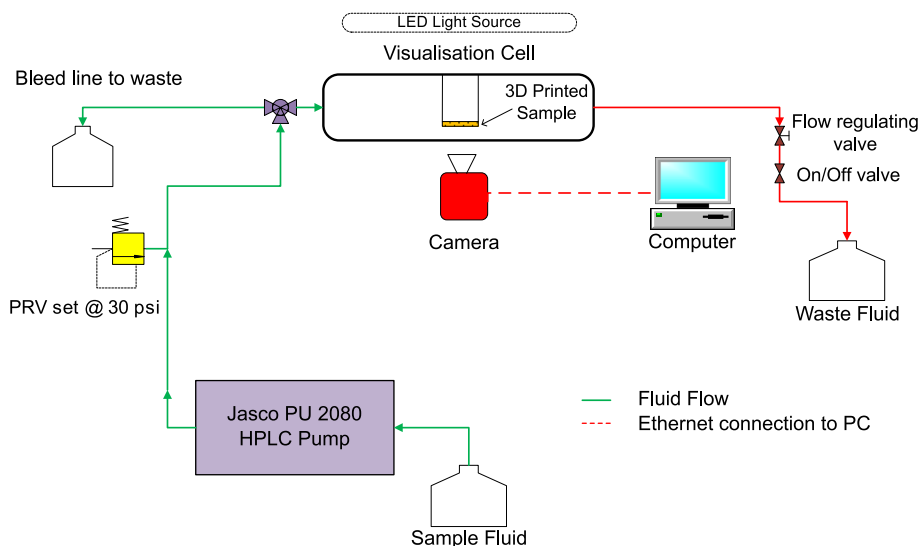 LED Light Source
Visualisation Cell
Bleed line to waste
3D Printed
Sample
Flow regulating
valve
On/Off valve
Camera
Computer
PRV set @ 30 psi
Waste Fluid
Jasco PU 2080
HPLC Pump
Fluid Flow
Ethernet connection to PC
Sample Fluid